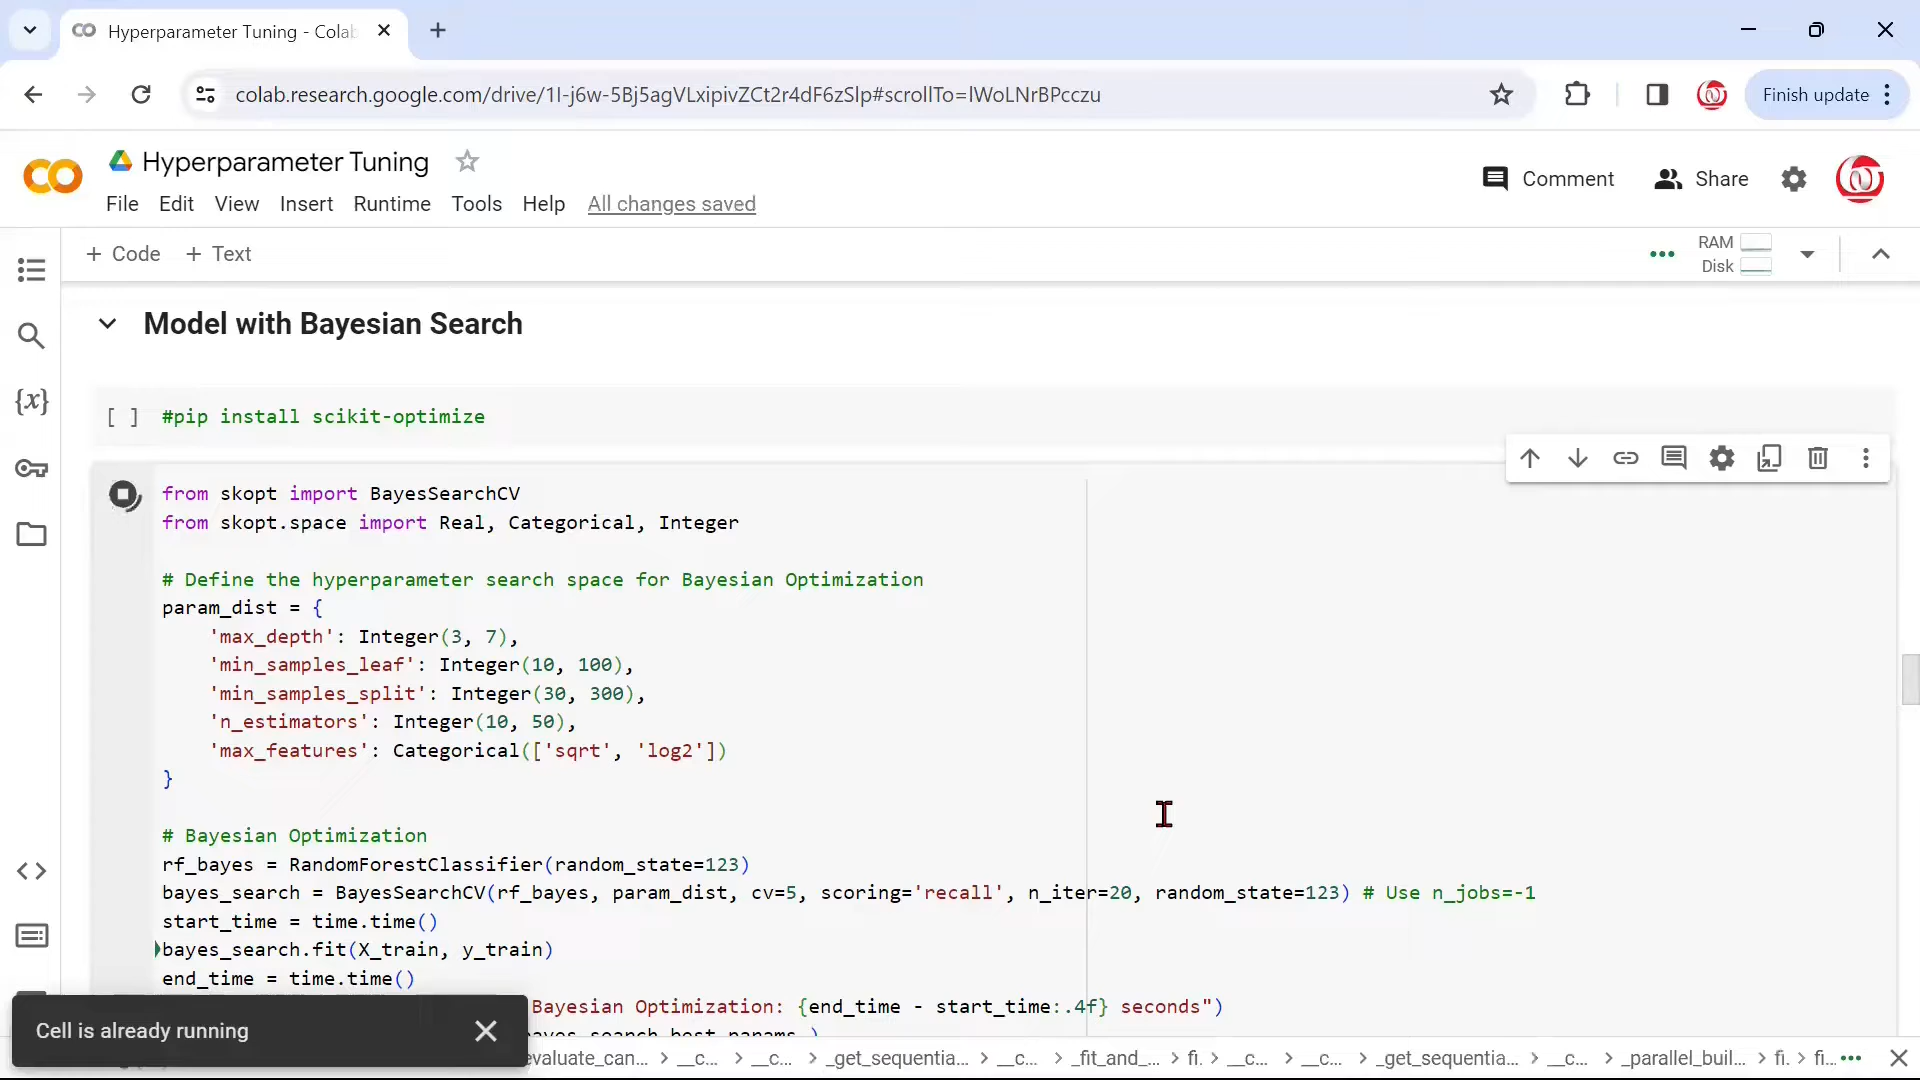 Hyperparameter Tuning - Colab
colab.research.google.com/drive/1I-j6w-5Bj5agVLxipivZCt2r4dF6zSlp#scrollTo=lWoLNrBPcczu
Finish update
Hyperparameter Tuning
Comment
Share
File Edit View Insert Runtime Tools Help All changes saved
+ Code + Text
RAM
Disk
Model with Bayesian Search
[ ] #pip install scikit-optimize
from skopt import BayesSearchCV
from skopt.space import Real, Categorical, Integer
# Define the hyperparameter search space for Bayesian Optimization
param_dist = {
'max_depth': Integer(3, 7),
'min_samples_leaf': Integer(10, 100),
'min_samples_split': Integer(30, 300),
'n_estimators': Integer(10, 50),
'max_features': Categorical(['sqrt', 'log2'])
}
# Bayesian Optimization
rf_bayes = RandomForestClassifier(random_state=123)
bayes_search = BayesSearchCV(rf_bayes, param_dist, cv=5, scoring='recall', n_iter=20, random_state=123) # Use n_jobs=-1
start_time = time.time()
bayes_search.fit(X_train, y_train)
end_time = time.time()
Bayesian Optimization: {end_time - start_time:.4f} seconds")
bayes_search.best_params_)
Cell is already running
evaluate_can... > __c... > __c... > _get_sequentia... > __c... > _fit_and_... > fi. > __c... > __c... > _get_sequentia... > __c... > _parallel_buil... > fi. > fi...